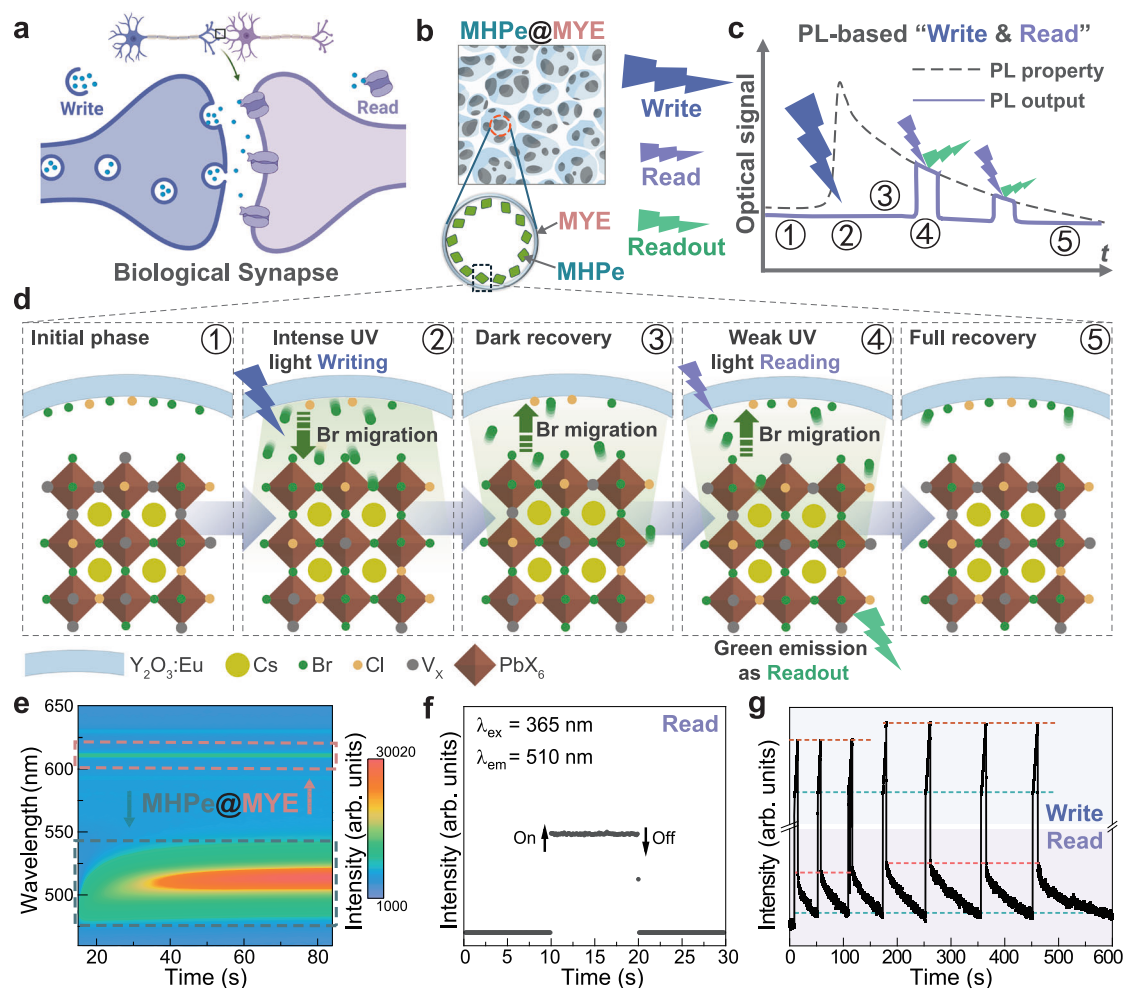 a
Write
Read
Biological Synapse
b
MHPe@MYE
MYE
MHPe
Write
Read
Readout
c
PL-based “Write & Read”
PL property
PL output
Optical signal
① ② ③ ④ ⑤
t
d
Initial phase ①
Intense UV ②
light Writing
Br migration
Dark recovery ③
Br migration
Weak UV ④
light Reading
Br migration
Green emission
as Readout
Full recovery ⑤
Y₂O₃:Eu Cs Br Cl Vₓ PbX₆
e
650
600
550
500
Wavelength (nm)
MHPe@MYE
20 40 60 80
Time (s)
30020
1000
Intensity (arb. units)
f
λex = 365 nm
λem = 510 nm
Read
On
Off
Intensity (arb. units)
0 5 10 15 20 25 30
Time (s)
g
Write
Read
Intensity (arb. units)
0 100 200 300 400 500 600
Time (s)